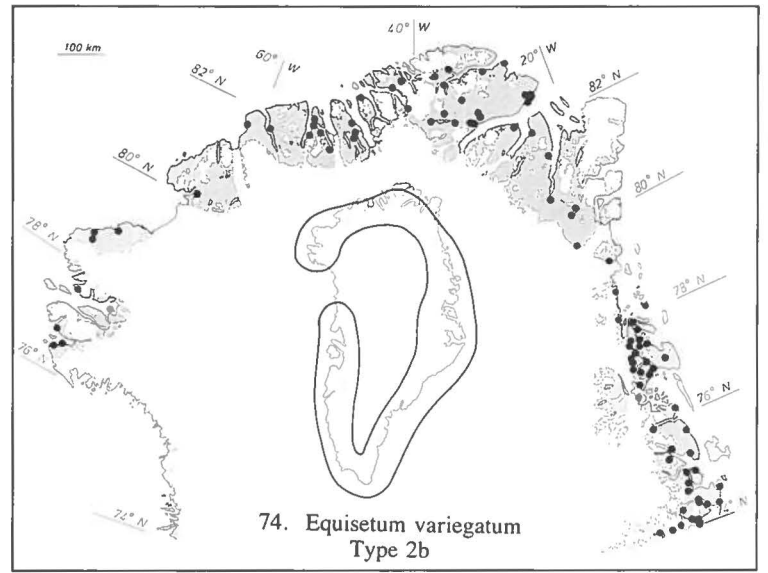 40° W
100 km
60° W
20° W
82° N
82° N
80° N
80° N
78° N
78° N
76° N
76° N
74° N
° N
74. Equisetum variegatum
Type 2b